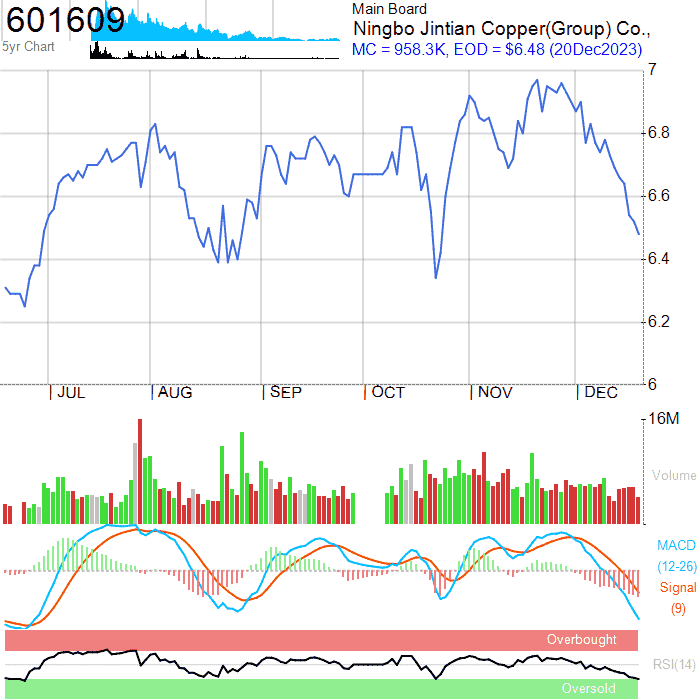 601609
5yr Chart
Main Board
Ningbo Jintian Copper(Group) Co.,
MC = 958.3K, EOD = $6.48 (20Dec2023)
7
6.8
6.6
6.4
6.2
6
JUL AUG SEP OCT NOV DEC
16M
Volume
MACD
(12-26)
Signal
(9)
Overbought
RSI(14)
Oversold